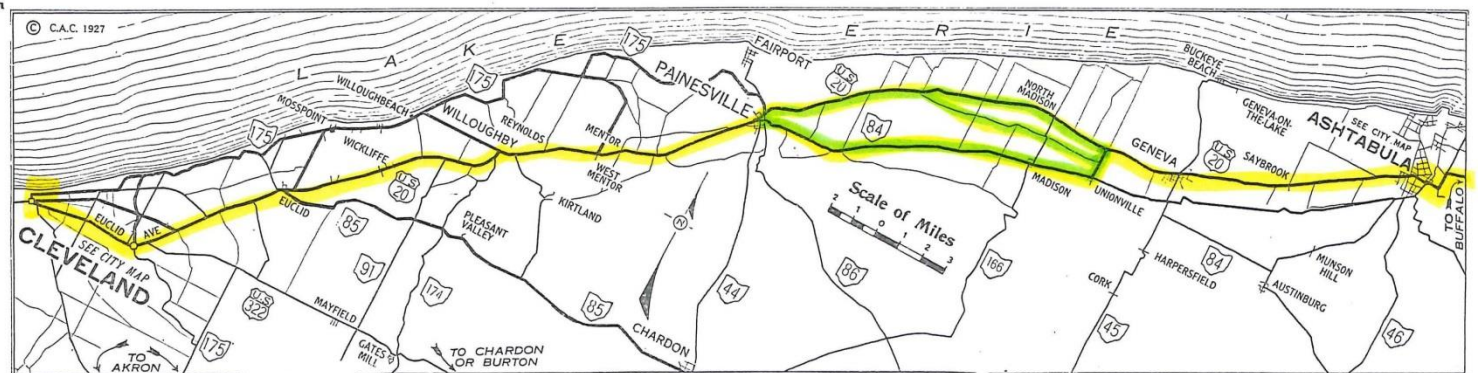 © C.A.C. 1927
LAKE ERIE
175
175
FAIRPORT
U.S. 20
PAINESVILLE
NORTH MADISON
BUCKEYE BEACH
GENEVA-ON-THE-LAKE
SEE CITY MAP
ASHTABULA
WILLOUGHBEACH
MOSSPOINT
175
WILLOUGHBY
REYNOLDS
MENTOR
WEST MENTOR
84
GENEVA
U.S. 20
SAYBROOK
WICKLIFFE
U.S. 20
EUCLID
MADISON
UNIONVILLE
TO BUFFALO
EUCLID AVE
SEE CITY MAP
CLEVELAND
85
PLEASANT VALLEY
KIRTLAND
N
Scale of Miles
2 1 0 1 2 3
91
174
U.S. 322
MAYFIELD
GATES MILL
175
TO AKRON
TO CHARDON
OR BURTON
85
CHARDON
44
86
166
CORK
HARPERSFIELD
45
84
AUSTINBURG
MUNSON HILL
46